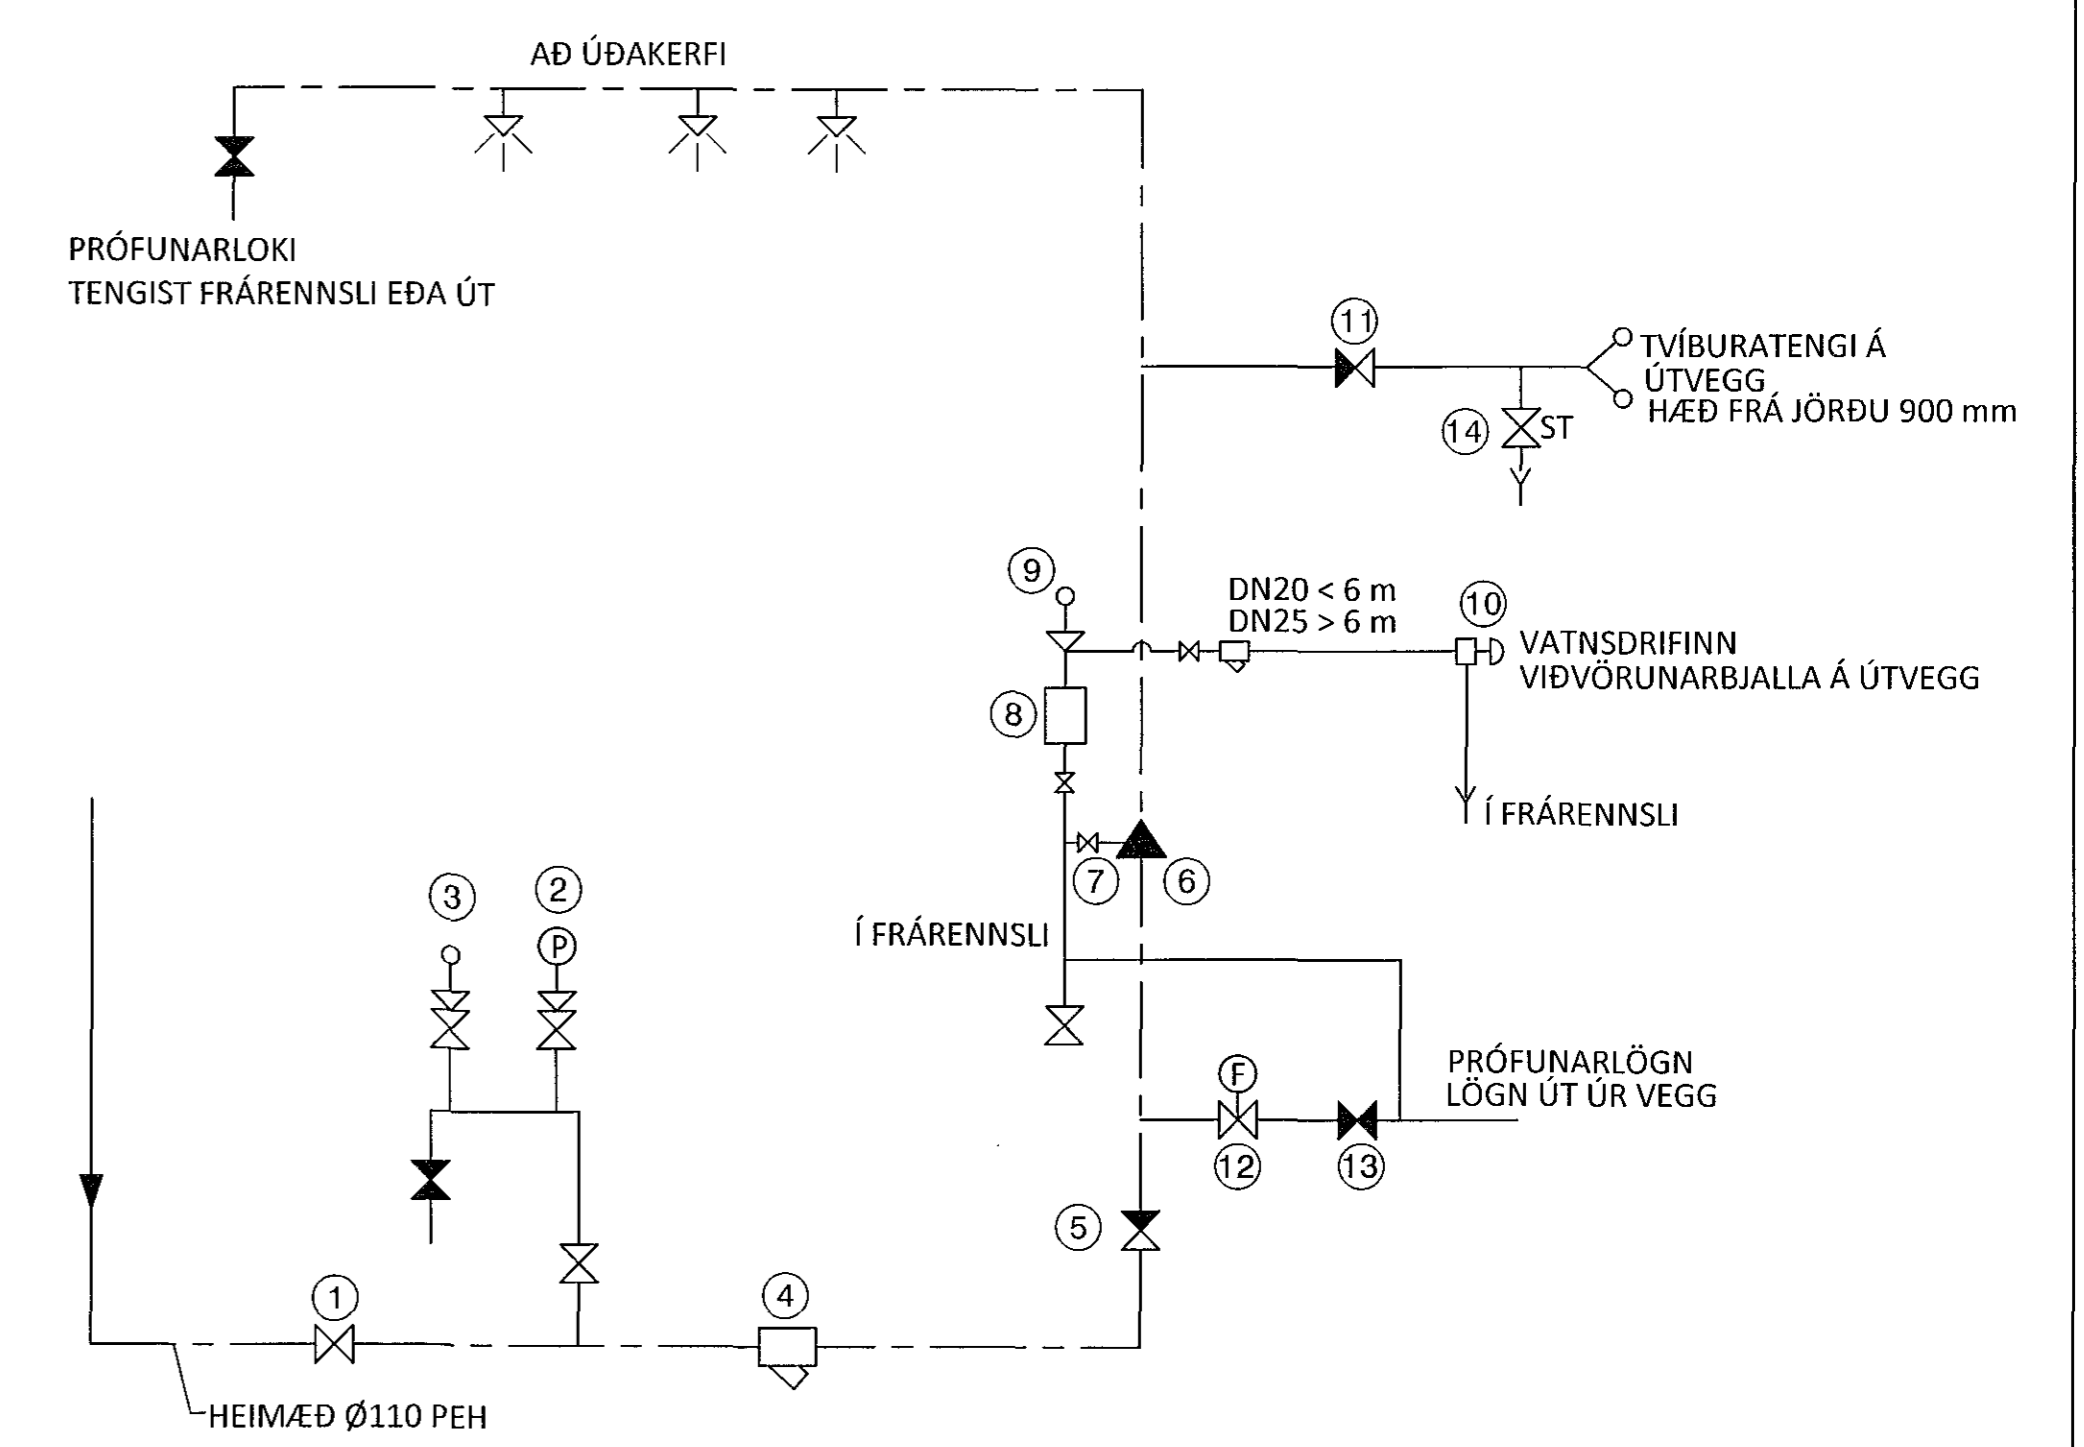 AÐ ÚÐAKERFI
PRÓFUNARLOKI
TENGIST FRÁRENNSLI EÐA ÚT
11
TVÍBURATENGI Á
ÚTVEGG
HÆÐ FRÁ JÖRÐU 900 mm
14
ST
9
DN20 < 6 m
DN25 > 6 m
10
VATNSDRIFINN
VIÐVÖRUNARBJALLA Á ÚTVEGG
8
Í FRÁRENNSLI
7
6
3
2
P
Í FRÁRENNSLI
F
PRÓFUNARLÖGN
LÖGN ÚT ÚR VEGG
12
13
5
1
4
HEIMÆÐ Ø110 PEH